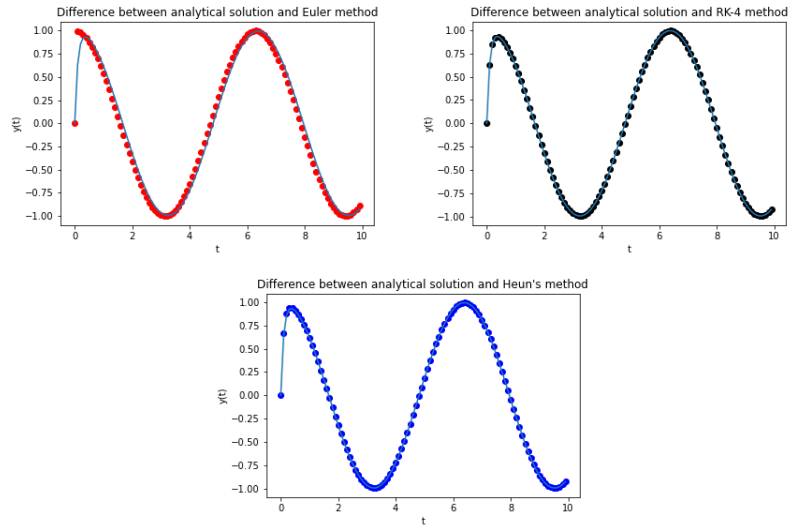 Difference between analytical solution and Euler method
1.00
0.75
0.50
0.25
0.00
−0.25
−0.50
−0.75
−1.00
y(t)
0 2 4 6 8 10
t
Difference between analytical solution and RK-4 method
1.00
0.75
0.50
0.25
0.00
−0.25
−0.50
−0.75
−1.00
y(t)
0 2 4 6 8 10
t
Difference between analytical solution and Heun's method
1.00
0.75
0.50
0.25
0.00
−0.25
−0.50
−0.75
−1.00
y(t)
0 2 4 6 8 10
t